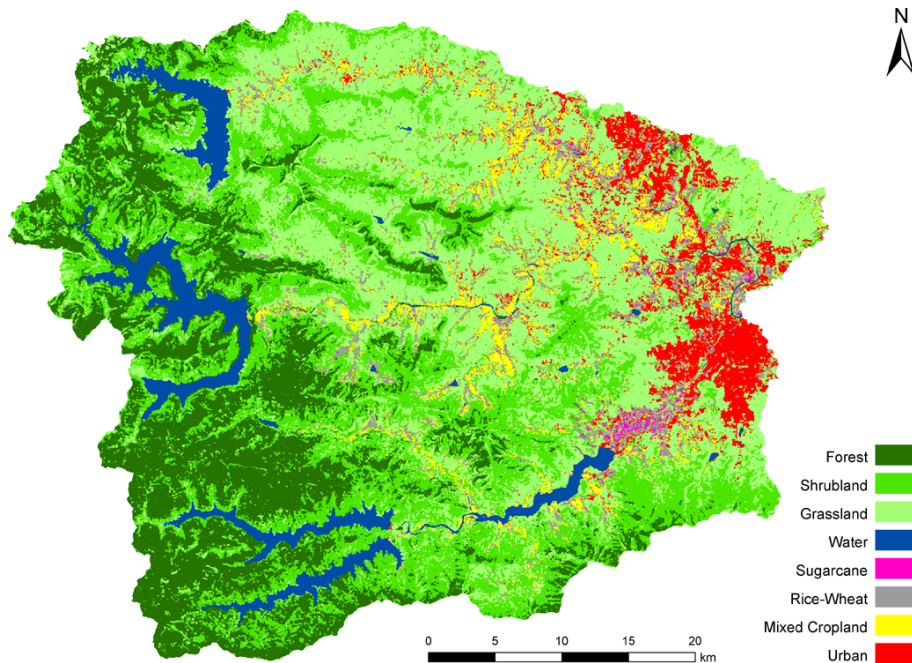 N
Forest
Shrubland
Grassland
Water
Sugarcane
Rice-Wheat
Mixed Cropland
Urban
0 5 10 15 20
km